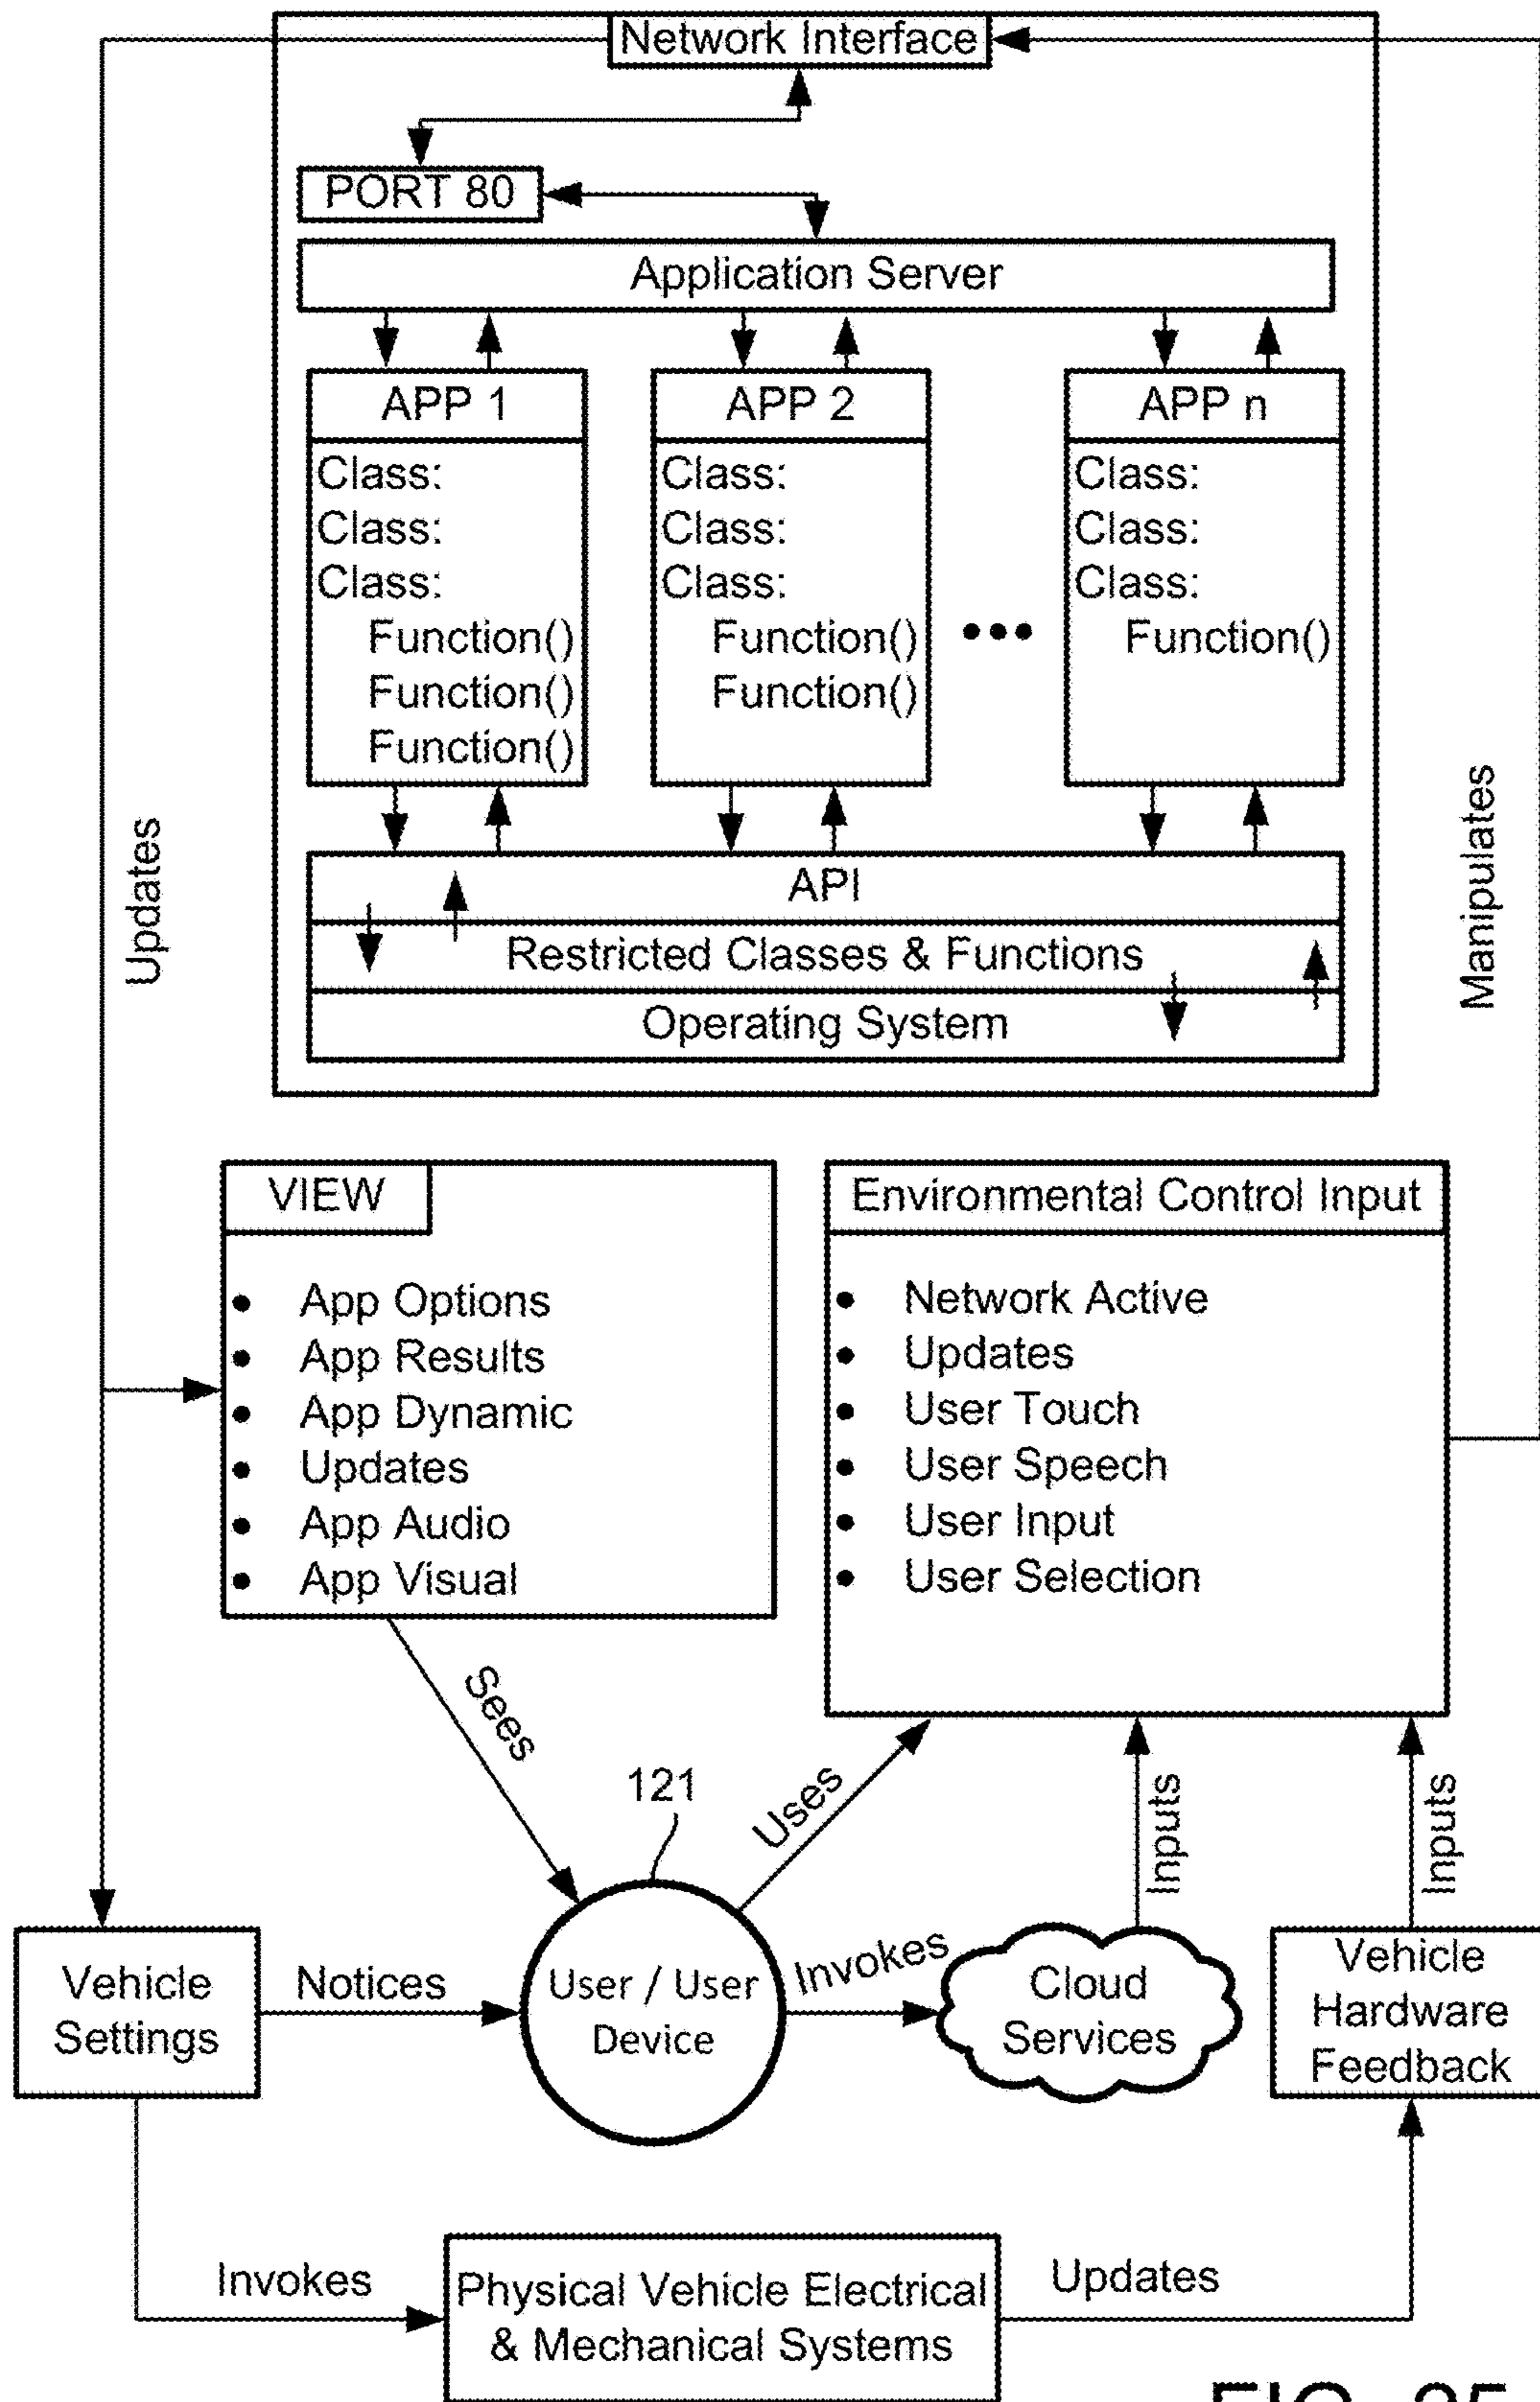 Network Interface
PORT 80
Application Server
APP 1
Class:
Class:
Class:
Function()
Function()
Function()
APP 2
Class:
Class:
Class:
Function()
Function()
•••
APP n
Class:
Class:
Class:
Function()
API
Restricted Classes & Functions
Operating System
Updates
Manipulates
VIEW
• App Options
• App Results
• App Dynamic
• Updates
• App Audio
• App Visual
Environmental Control Input
• Network Active
• Updates
• User Touch
• User Speech
• User Input
• User Selection
Sees
121
Uses
Inputs
Inputs
Vehicle
Settings
Notices
User / User
Device
Invokes
Cloud
Services
Vehicle
Hardware
Feedback
Invokes
Physical Vehicle Electrical
& Mechanical Systems
Updates